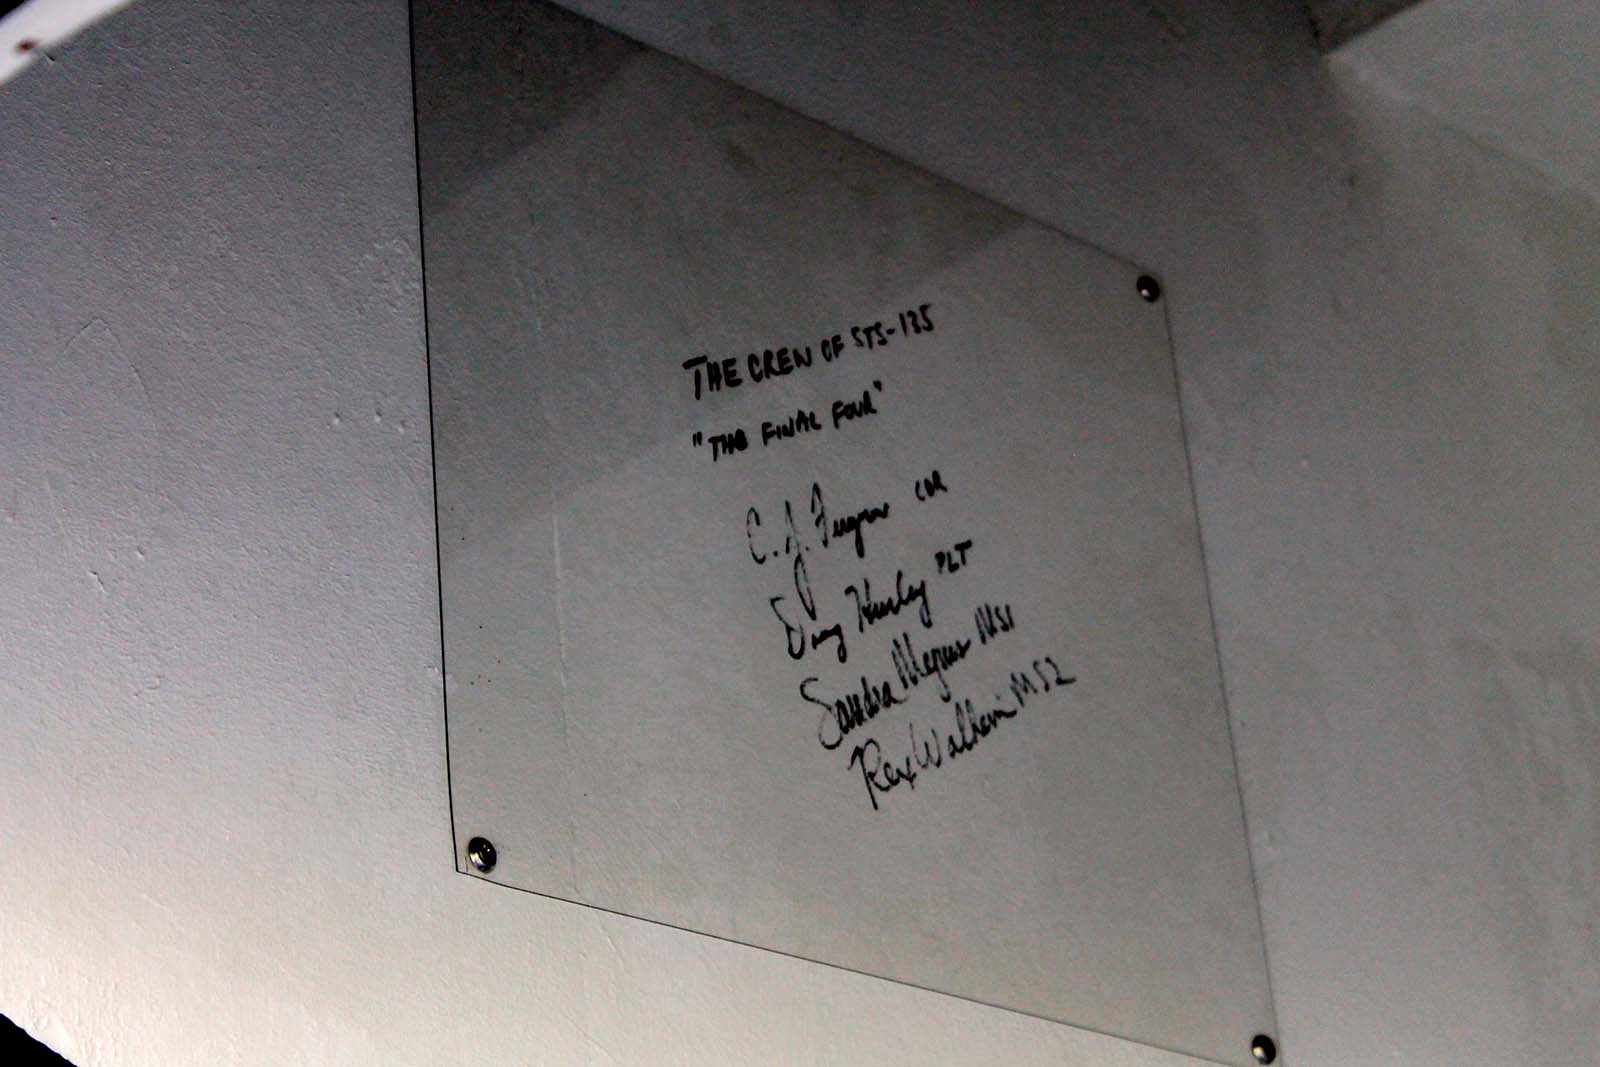 THE CREW OF STS-135
"THE FINAL FOUR"
C. J. Ferguson CDR
Doug Hurley PLT
Sandra Magnus MS1
Rex Walheim MS2